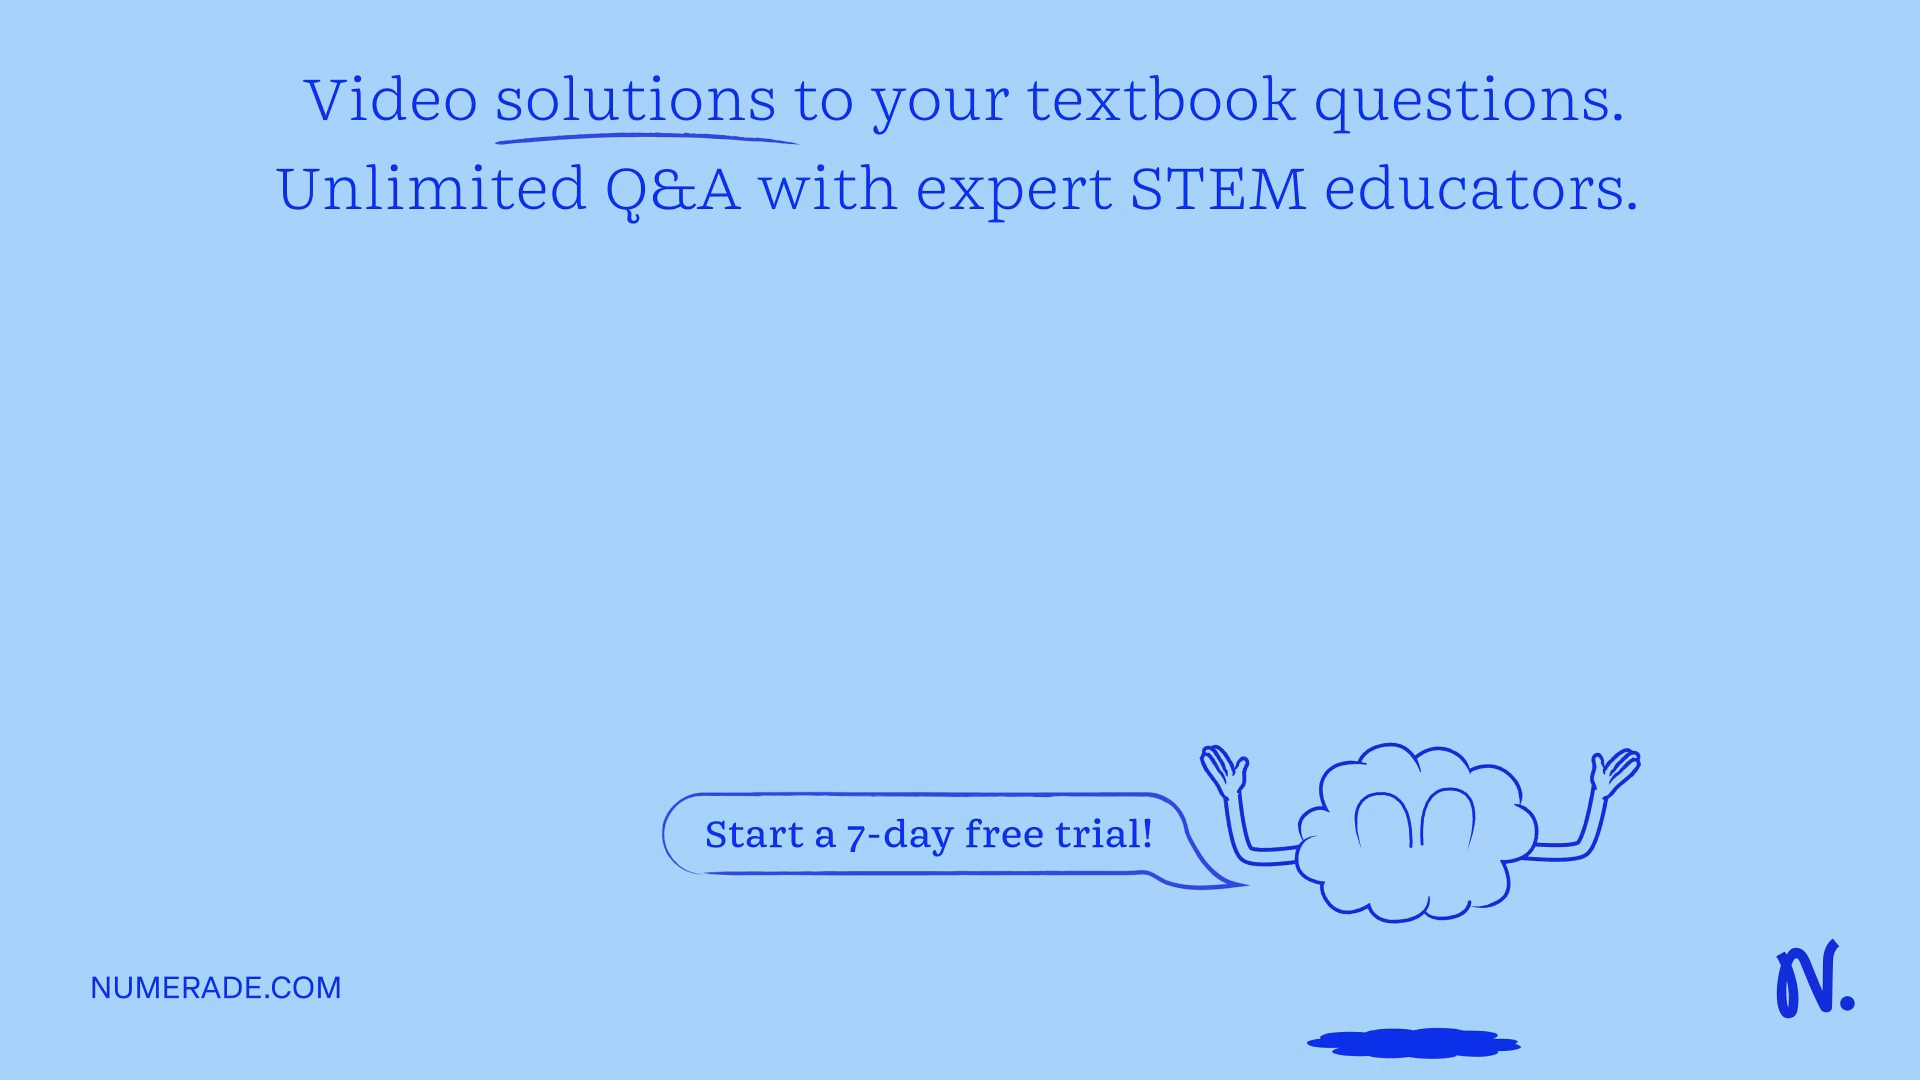 Video solutions to your textbook questions.
Unlimited Q&A with expert STEM educators.
Start a 7-day free trial!
NUMERADE.COM
N.